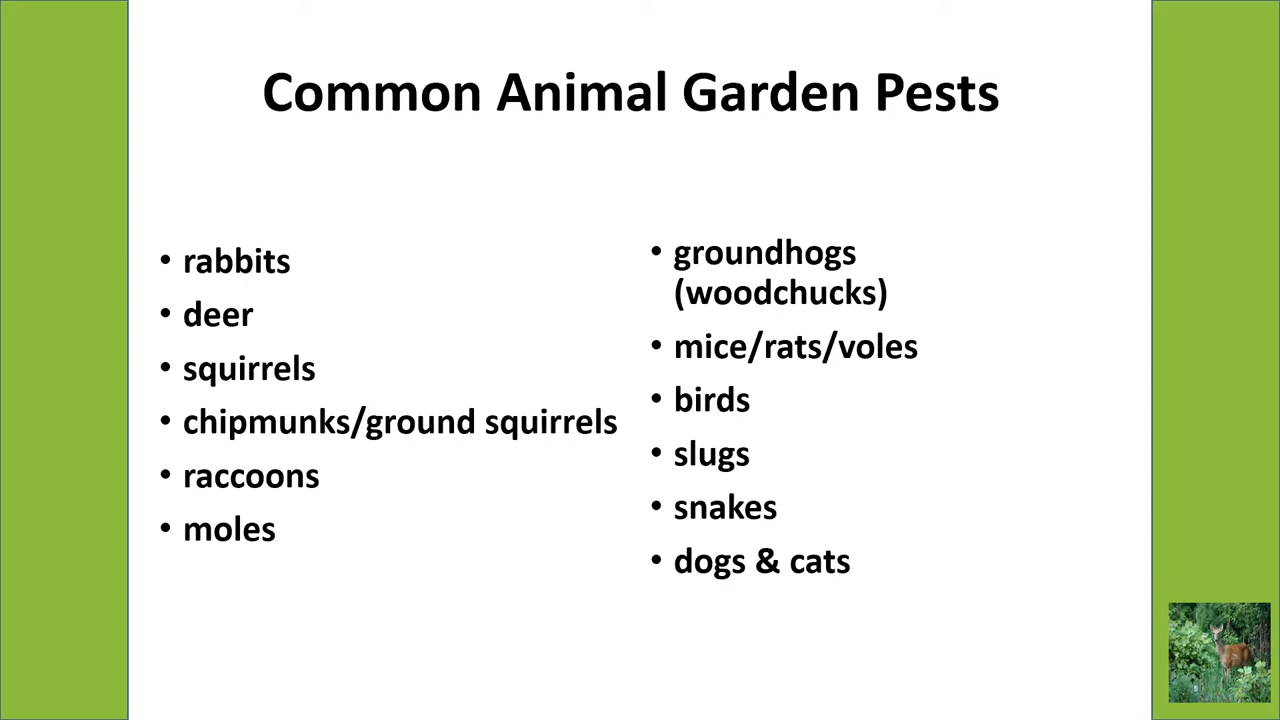 Common Animal Garden Pests
• rabbits
• deer
• squirrels
• chipmunks/ground squirrels
• raccoons
• moles
• groundhogs
(woodchucks)
• mice/rats/voles
• birds
• slugs
• snakes
• dogs & cats